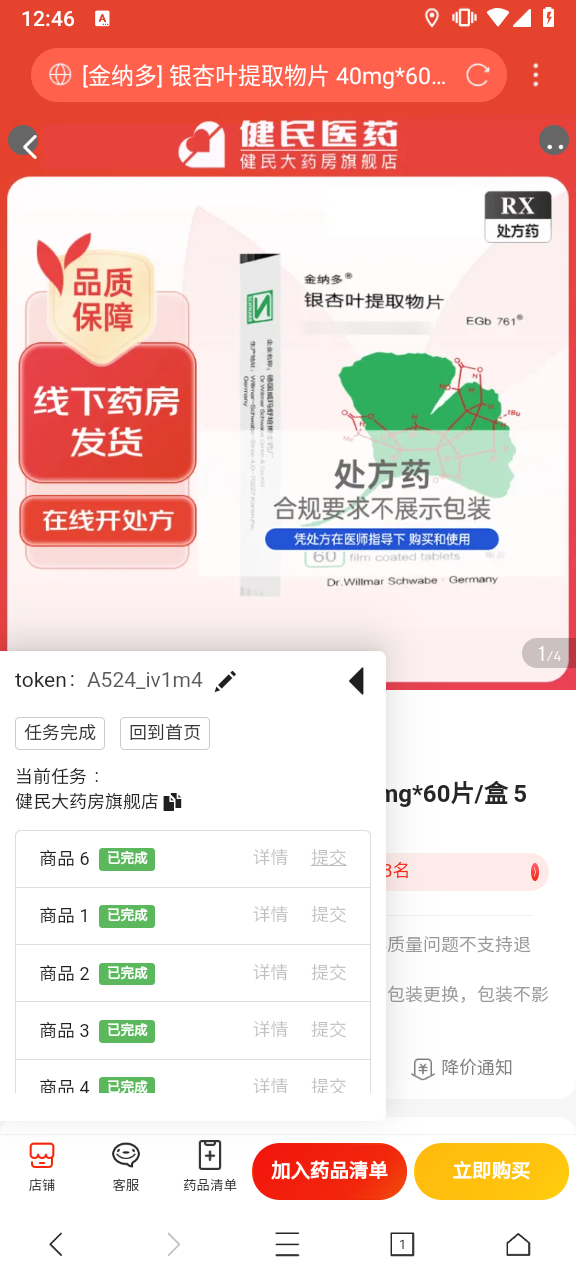 12:46
A
[金纳多] 银杏叶提取物片 40mg*60…
健民医药
健民大药房旗舰店
RX
处方药
品质
保障
线下药房
发货
在线开处方
金纳多®
银杏叶提取物片
EGb 761®
处方药
合规要求不展示包装
凭处方在医师指导下 购买和使用
60 film coated tablets
Dr.Willmar Schwabe · Germany
1/4
token: A524_iv1m4
任务完成 回到首页
当前任务：
健民大药房旗舰店
mg*60片/盒 5
商品 6 已完成 详情 提交
3名
商品 1 已完成 详情 提交
质量问题不支持退
商品 2 已完成 详情 提交
包装更换，包装不影
商品 3 已完成 详情 提交
降价通知
商品 4 已完成 详情 提交
店铺 客服 药品清单 加入药品清单 立即购买
1